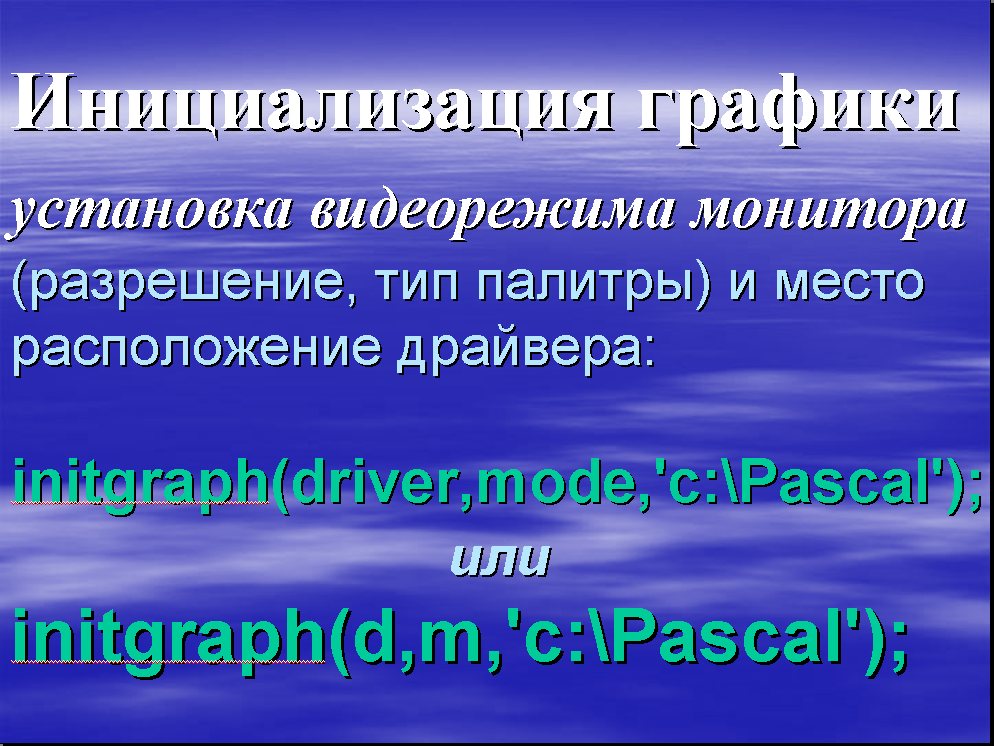 Инициализация графики
установка видеорежима монитора
(разрешение, тип палитры) и место
расположение драйвера:
initgraph(driver,mode,'c:\Pascal');
или
initgraph(d,m,'c:\Pascal');